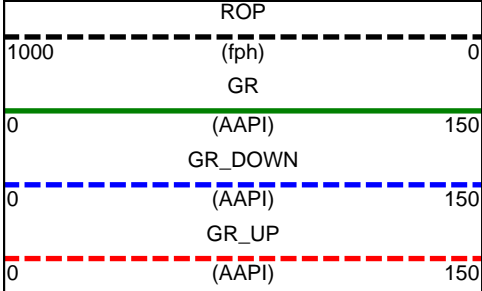 ROP
1000 (fph) 0
GR
0 (AAPI) 150
GR_DOWN
0 (AAPI) 150
GR_UP
0 (AAPI) 150